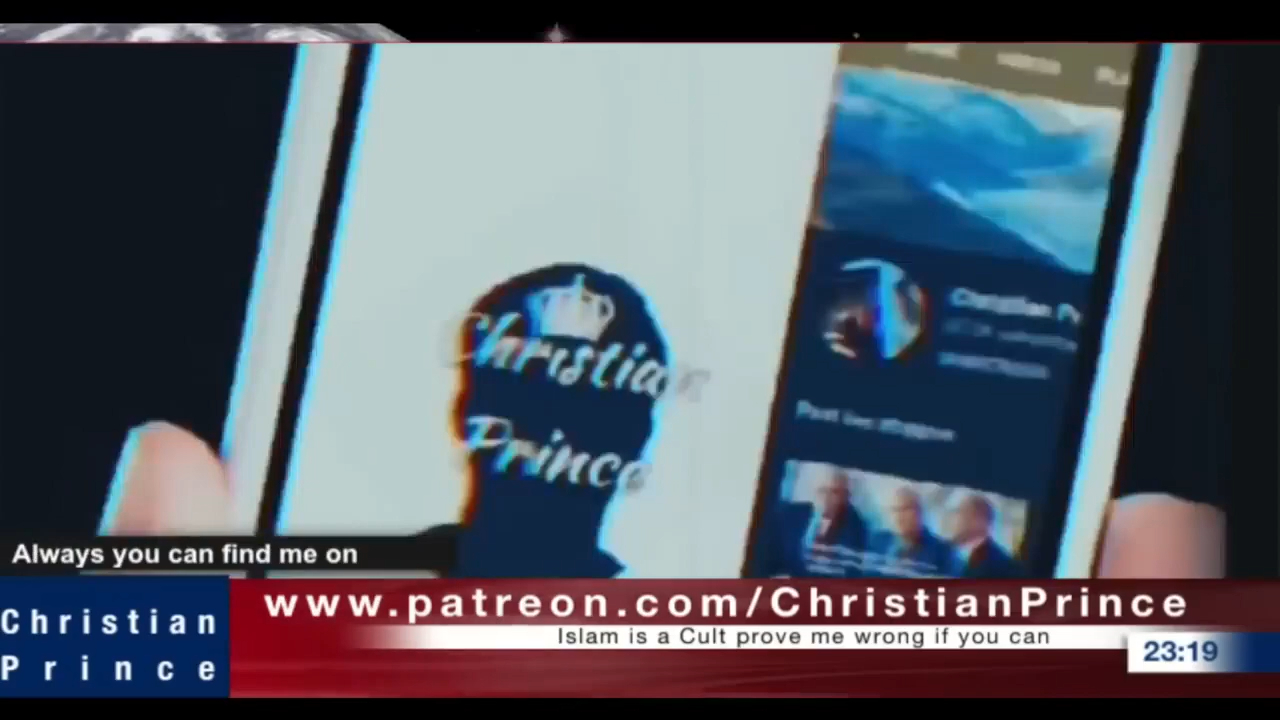 Christian
Prince
Always you can find me on
Christian
Prince
www.patreon.com/ChristianPrince
Islam is a Cult prove me wrong if you can
23:19